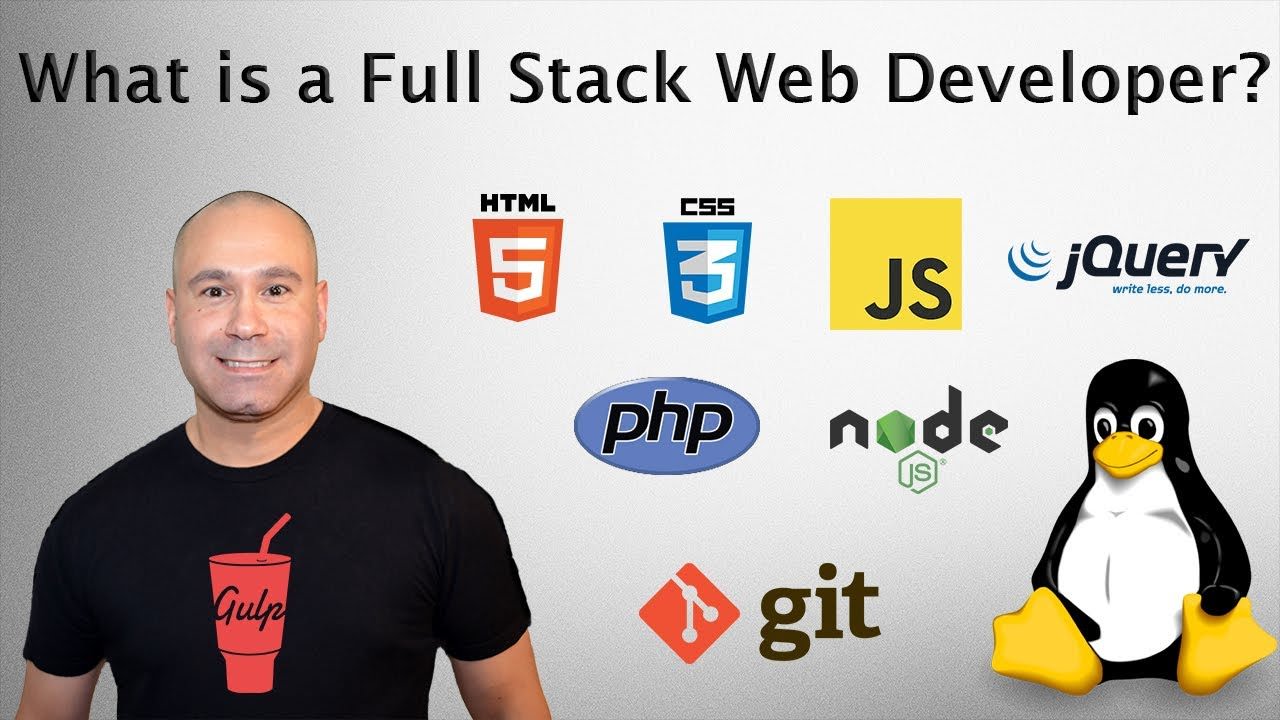 What is a Full Stack Web Developer?
HTML
5
CSS
3
JS
jQuery
write less, do more.
php
node
JS®
Gulp
git